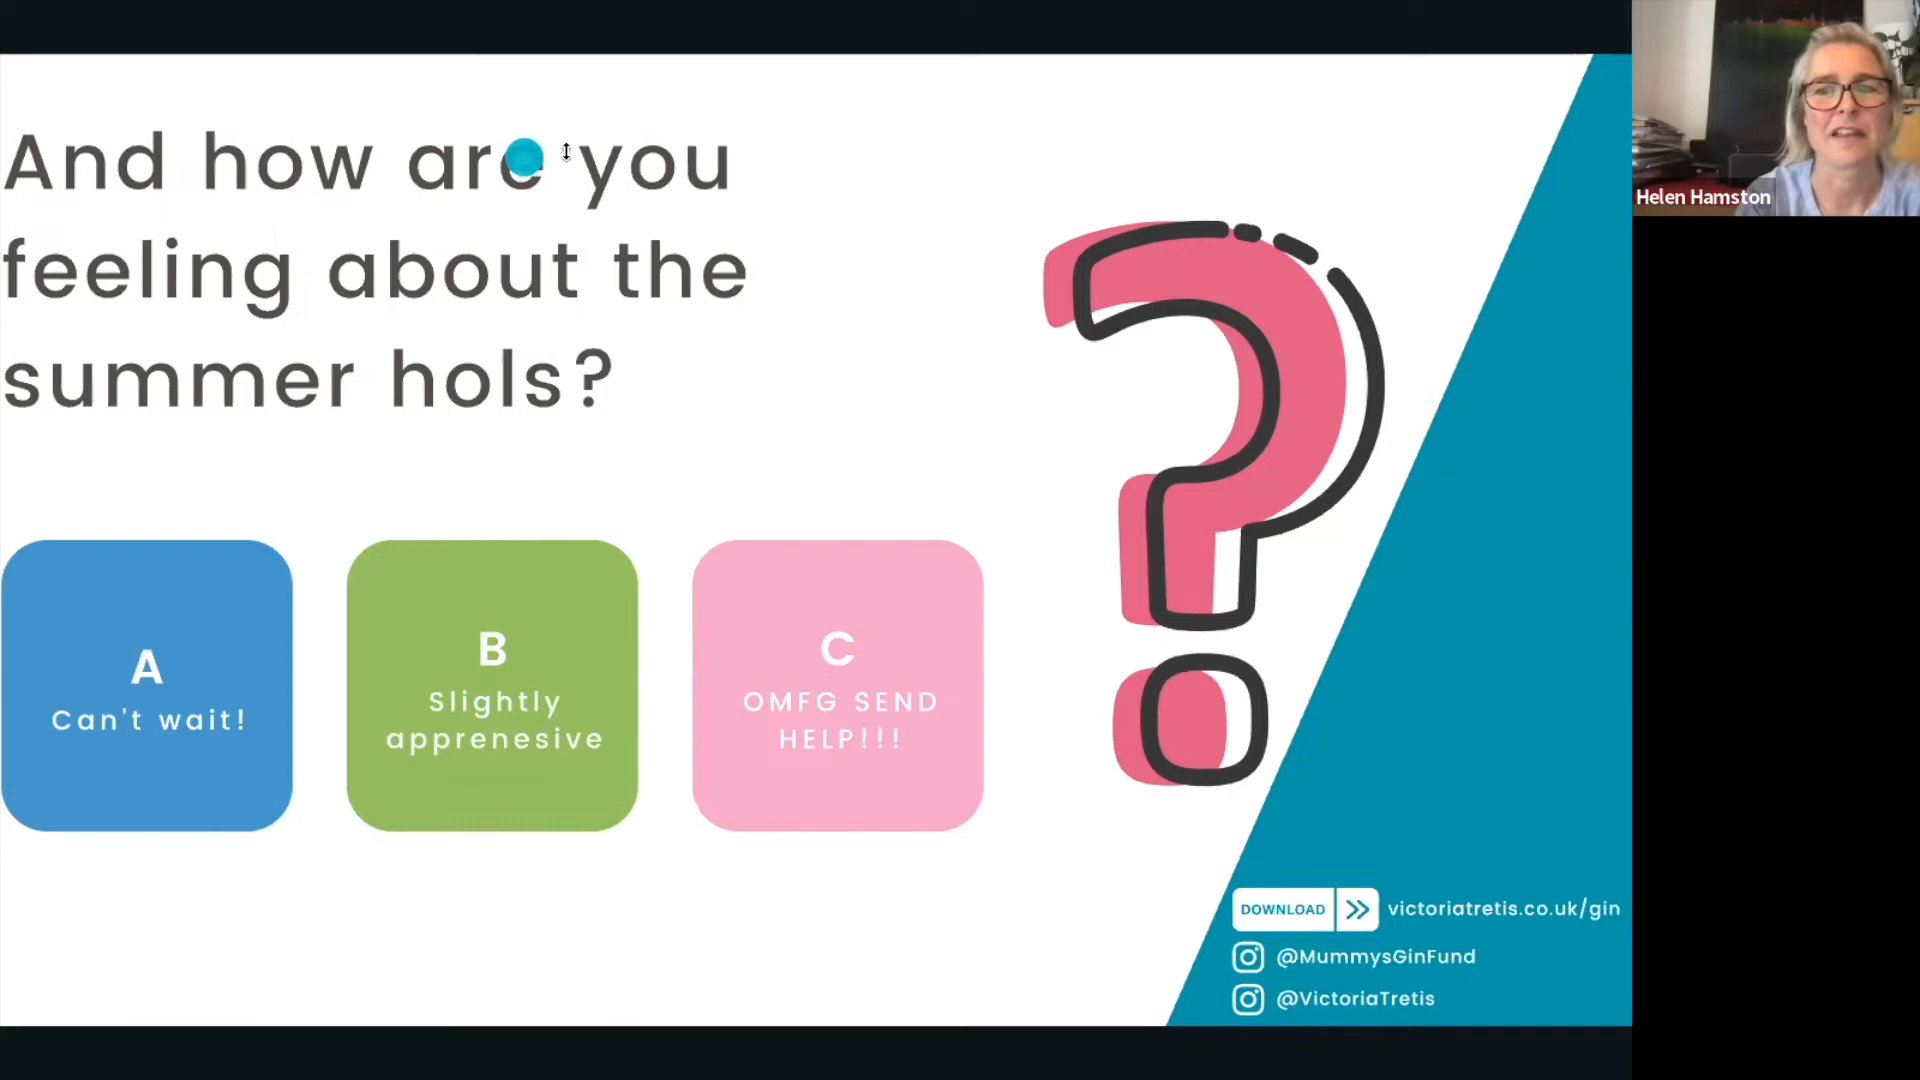 And how are you
feeling about the
summer hols?
A
Can't wait!
B
Slightly
apprenesive
C
OMFG SEND
HELP!!!
DOWNLOAD
victoriatretis.co.uk/gin
@MummysGinFund
@VictoriaTretis
Helen Hamston